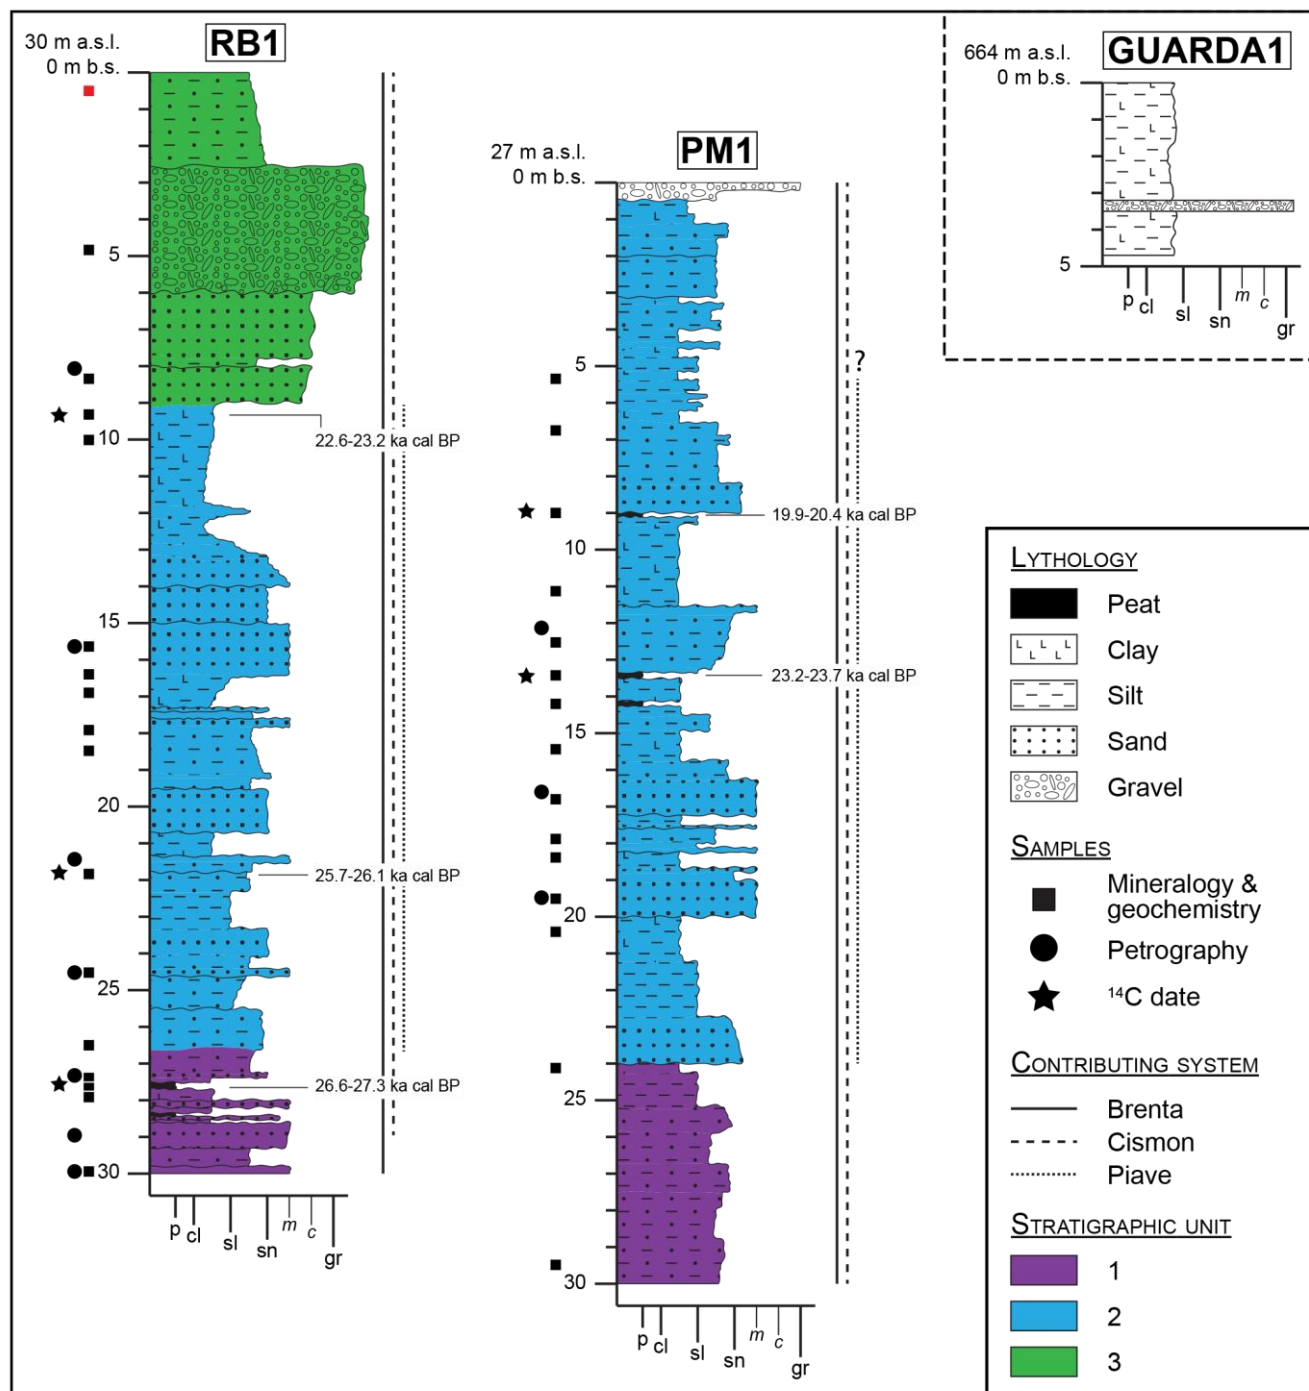 RB1
30 m a.s.l.
0 m b.s.
5
10
15
20
25
30
22.6-23.2 ka cal BP
25.7-26.1 ka cal BP
26.6-27.3 ka cal BP
p cl sl sn m c gr
PM1
27 m a.s.l.
0 m b.s.
5
10
15
20
25
30
?
19.9-20.4 ka cal BP
23.2-23.7 ka cal BP
p cl sl sn m c gr
GUARDA1
664 m a.s.l.
0 m b.s.
5
p cl sl sn m c gr
LYTHOLOGY
Peat
Clay
Silt
Sand
Gravel
SAMPLES
Mineralogy &
geochemistry
Petrography
¹⁴C date
CONTRIBUTING SYSTEM
Brenta
Cismon
Piave
STRATIGRAPHIC UNIT
1
2
3